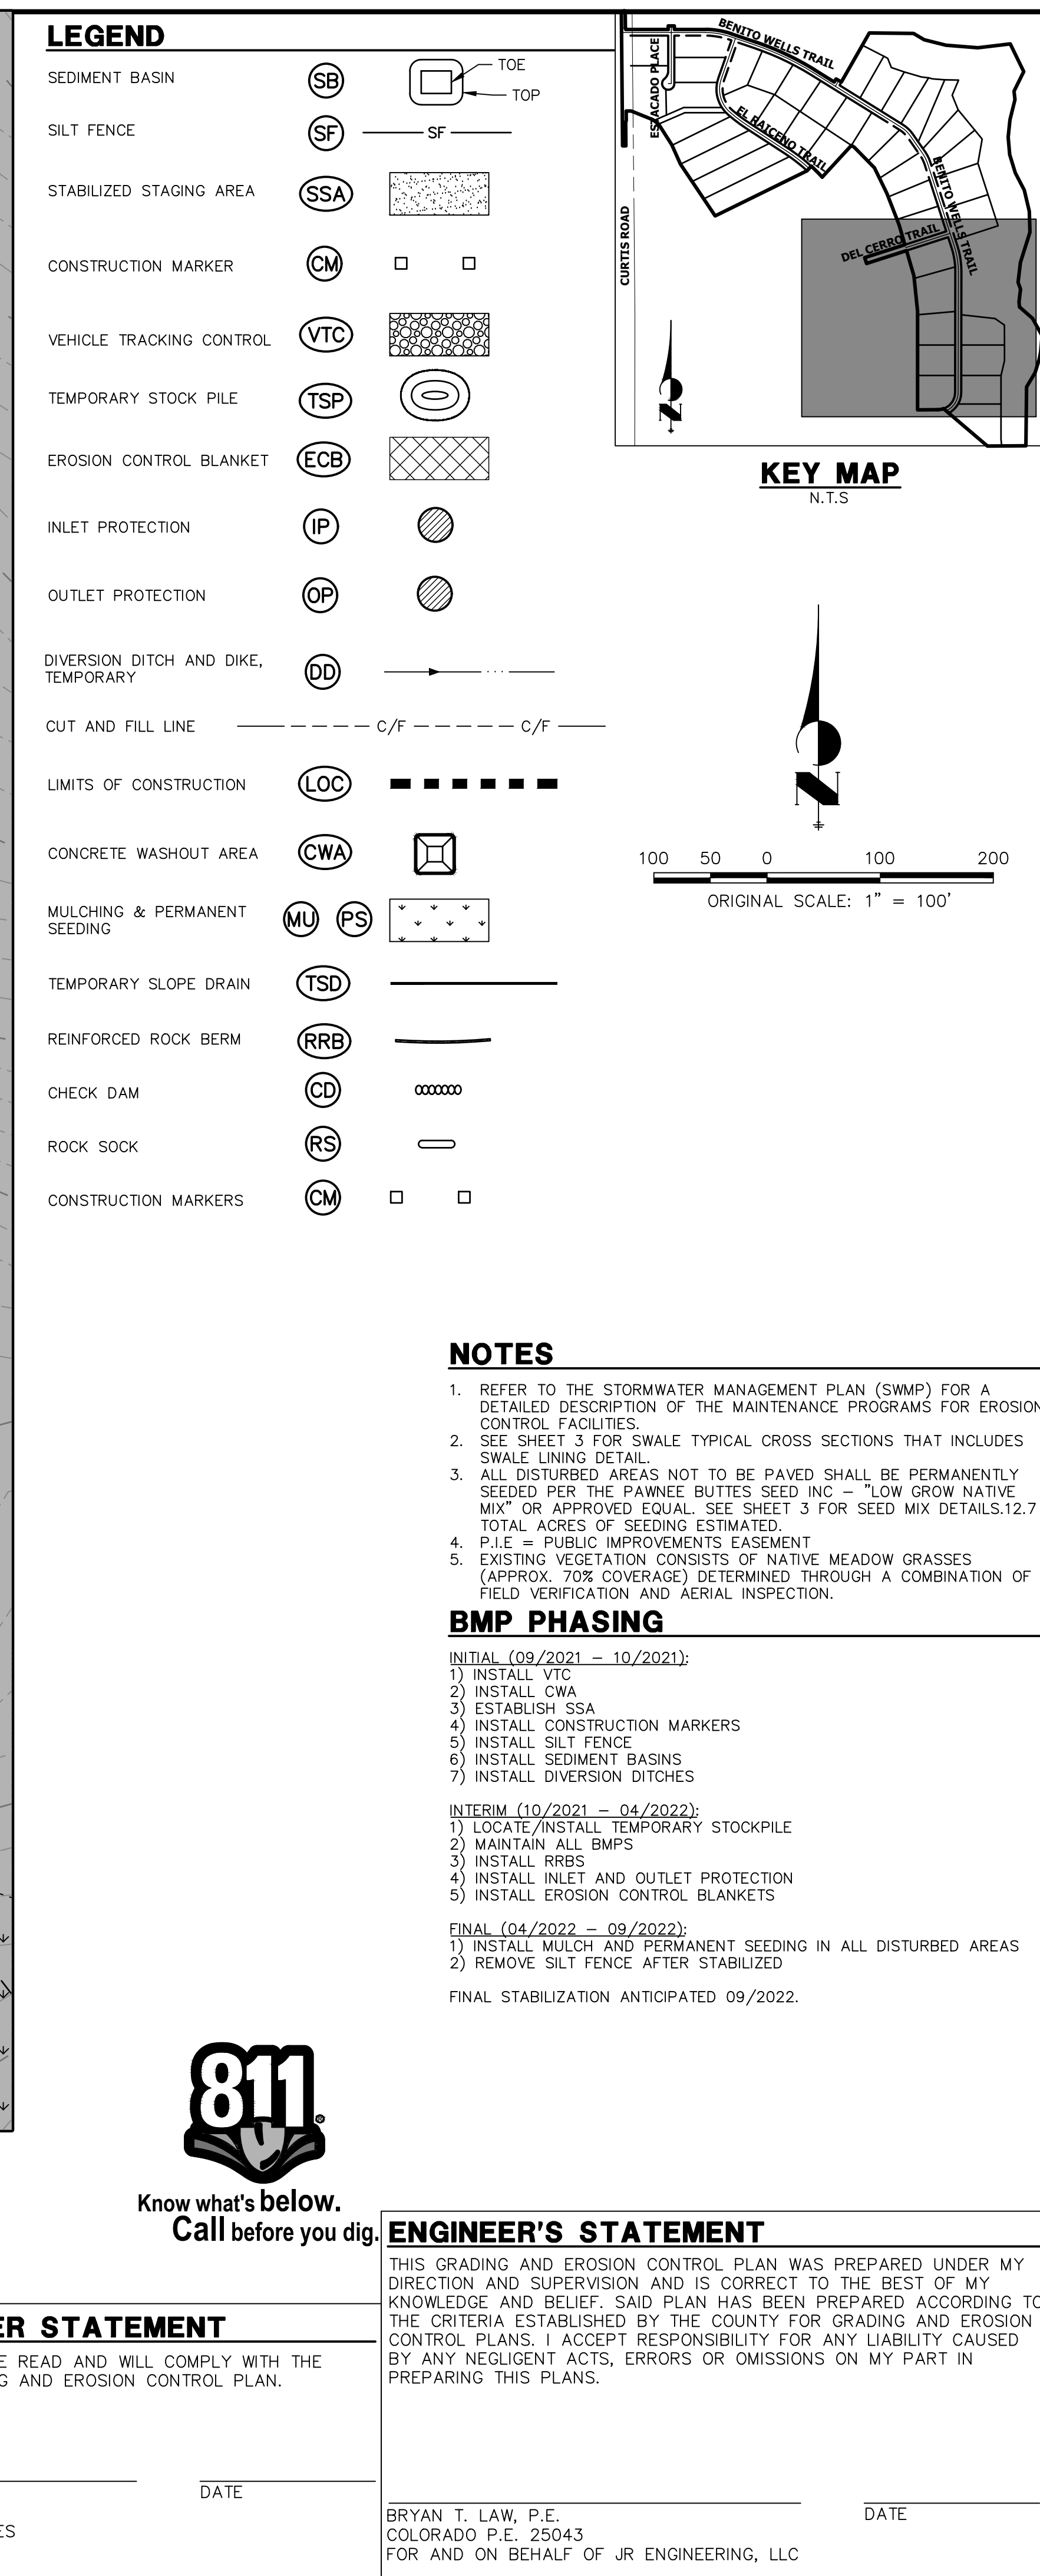 LEGEND
SEDIMENT BASIN SB TOE
TOP
SILT FENCE SF SF
STABILIZED STAGING AREA SSA
CONSTRUCTION MARKER CM
VEHICLE TRACKING CONTROL VTC
TEMPORARY STOCK PILE TSP
EROSION CONTROL BLANKET ECB
INLET PROTECTION IP
OUTLET PROTECTION OP
DIVERSION DITCH AND DIKE,
TEMPORARY DD
CUT AND FILL LINE C/F C/F
LIMITS OF CONSTRUCTION LOC
CONCRETE WASHOUT AREA CWA
MULCHING & PERMANENT
SEEDING MU PS
TEMPORARY SLOPE DRAIN TSD
REINFORCED ROCK BERM RRB
CHECK DAM CD
ROCK SOCK RS
CONSTRUCTION MARKERS CM
BENITO WELLS TRAIL
ESTACADO PLACE
EL RAICENO TRAIL
BENITO WELLS TRAIL
DEL CERRO TRAIL
CURTIS ROAD
N
KEY MAP
N.T.S
N
100 50 0 100 200
ORIGINAL SCALE: 1" = 100'
NOTES
1. REFER TO THE STORMWATER MANAGEMENT PLAN (SWMP) FOR A
DETAILED DESCRIPTION OF THE MAINTENANCE PROGRAMS FOR EROSION
CONTROL FACILITIES.
2. SEE SHEET 3 FOR SWALE TYPICAL CROSS SECTIONS THAT INCLUDES
SWALE LINING DETAIL.
3. ALL DISTURBED AREAS NOT TO BE PAVED SHALL BE PERMANENTLY
SEEDED PER THE PAWNEE BUTTES SEED INC – "LOW GROW NATIVE
MIX" OR APPROVED EQUAL. SEE SHEET 3 FOR SEED MIX DETAILS.12.7
TOTAL ACRES OF SEEDING ESTIMATED.
4. P.I.E = PUBLIC IMPROVEMENTS EASEMENT
5. EXISTING VEGETATION CONSISTS OF NATIVE MEADOW GRASSES
(APPROX. 70% COVERAGE) DETERMINED THROUGH A COMBINATION OF
FIELD VERIFICATION AND AERIAL INSPECTION.
BMP PHASING
INITIAL (09/2021 – 10/2021):
1) INSTALL VTC
2) INSTALL CWA
3) ESTABLISH SSA
4) INSTALL CONSTRUCTION MARKERS
5) INSTALL SILT FENCE
6) INSTALL SEDIMENT BASINS
7) INSTALL DIVERSION DITCHES
INTERIM (10/2021 – 04/2022):
1) LOCATE/INSTALL TEMPORARY STOCKPILE
2) MAINTAIN ALL BMPS
3) INSTALL RRBS
4) INSTALL INLET AND OUTLET PROTECTION
5) INSTALL EROSION CONTROL BLANKETS
FINAL (04/2022 – 09/2022):
1) INSTALL MULCH AND PERMANENT SEEDING IN ALL DISTURBED AREAS
2) REMOVE SILT FENCE AFTER STABILIZED
FINAL STABILIZATION ANTICIPATED 09/2022.
811
Know what's below.
Call before you dig.
ER STATEMENT
E READ AND WILL COMPLY WITH THE
G AND EROSION CONTROL PLAN.
DATE
ES
ENGINEER'S STATEMENT
THIS GRADING AND EROSION CONTROL PLAN WAS PREPARED UNDER MY
DIRECTION AND SUPERVISION AND IS CORRECT TO THE BEST OF MY
KNOWLEDGE AND BELIEF. SAID PLAN HAS BEEN PREPARED ACCORDING TO
THE CRITERIA ESTABLISHED BY THE COUNTY FOR GRADING AND EROSION
CONTROL PLANS. I ACCEPT RESPONSIBILITY FOR ANY LIABILITY CAUSED
BY ANY NEGLIGENT ACTS, ERRORS OR OMISSIONS ON MY PART IN
PREPARING THIS PLANS.
BRYAN T. LAW, P.E.
COLORADO P.E. 25043
FOR AND ON BEHALF OF JR ENGINEERING, LLC
DATE